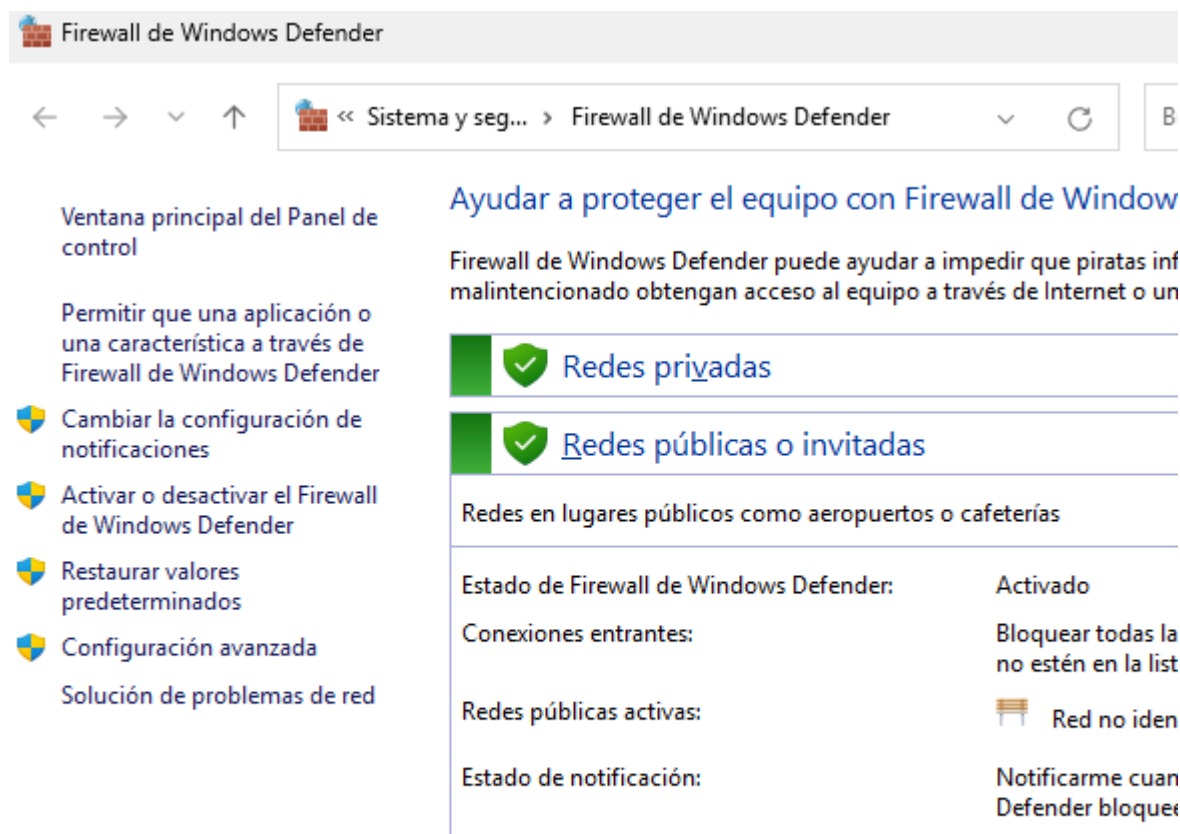 Firewall de Windows Defender
« Sistema y seg... › Firewall de Windows Defender
Ventana principal del Panel de
control
Permitir que una aplicación o
una característica a través de
Firewall de Windows Defender
Cambiar la configuración de
notificaciones
Activar o desactivar el Firewall
de Windows Defender
Restaurar valores
predeterminados
Configuración avanzada
Solución de problemas de red
Ayudar a proteger el equipo con Firewall de Window
Firewall de Windows Defender puede ayudar a impedir que piratas inf
malintencionado obtengan acceso al equipo a través de Internet o un
Redes privadas
Redes públicas o invitadas
Redes en lugares públicos como aeropuertos o cafeterías
Estado de Firewall de Windows Defender: Activado
Conexiones entrantes: Bloquear todas la
no estén en la list
Redes públicas activas: Red no iden
Estado de notificación: Notificarme cuan
Defender bloquee